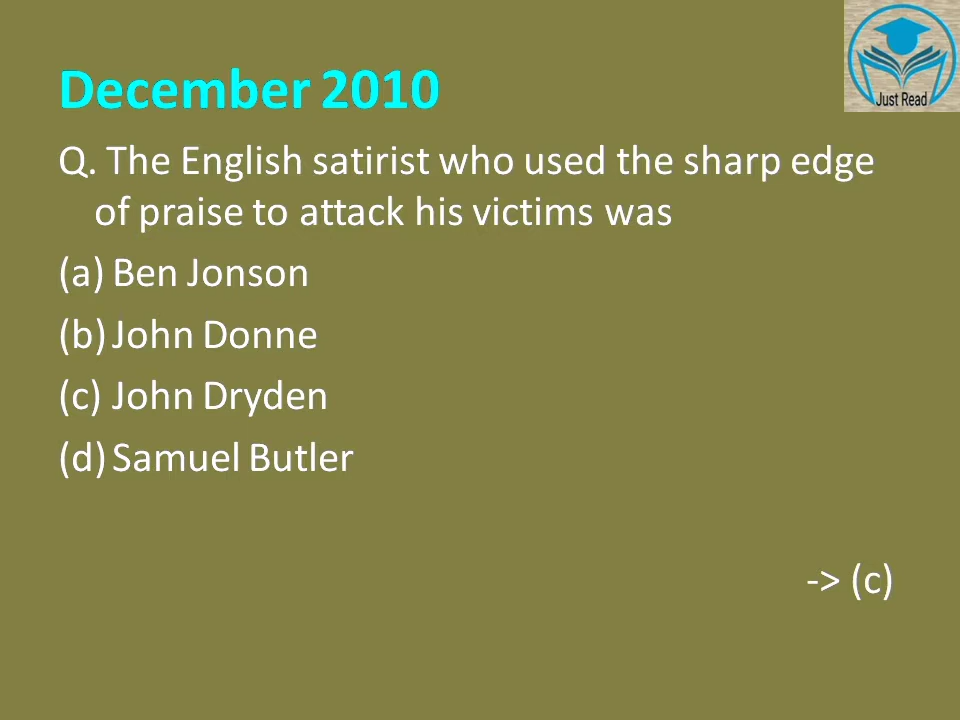 December 2010
Just Read
Q. The English satirist who used the sharp edge
of praise to attack his victims was
(a) Ben Jonson
(b) John Donne
(c) John Dryden
(d) Samuel Butler
-> (c)